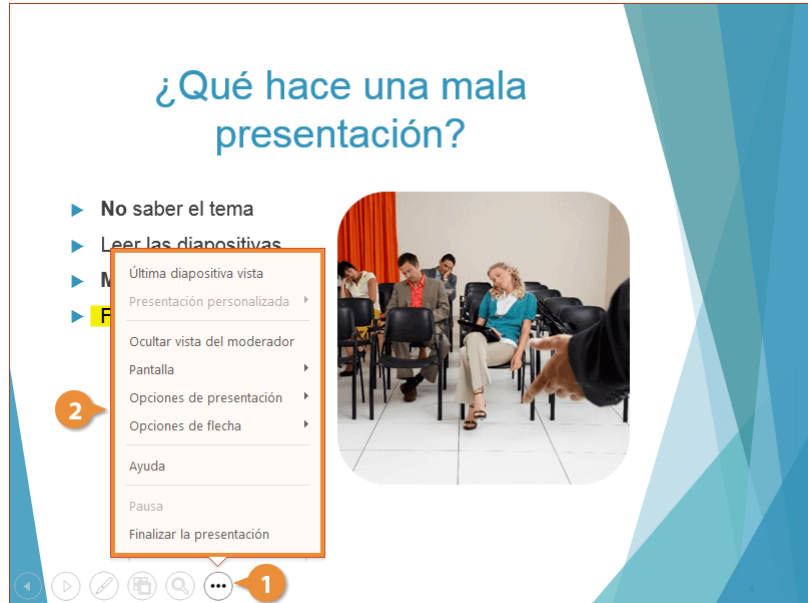 ¿Qué hace una mala
presentación?
No saber el tema
Leer las diapositivas
Última diapositiva vista
Presentación personalizada
Ocultar vista del moderador
Pantalla
Opciones de presentación
Opciones de flecha
Ayuda
Pausa
Finalizar la presentación
2
1